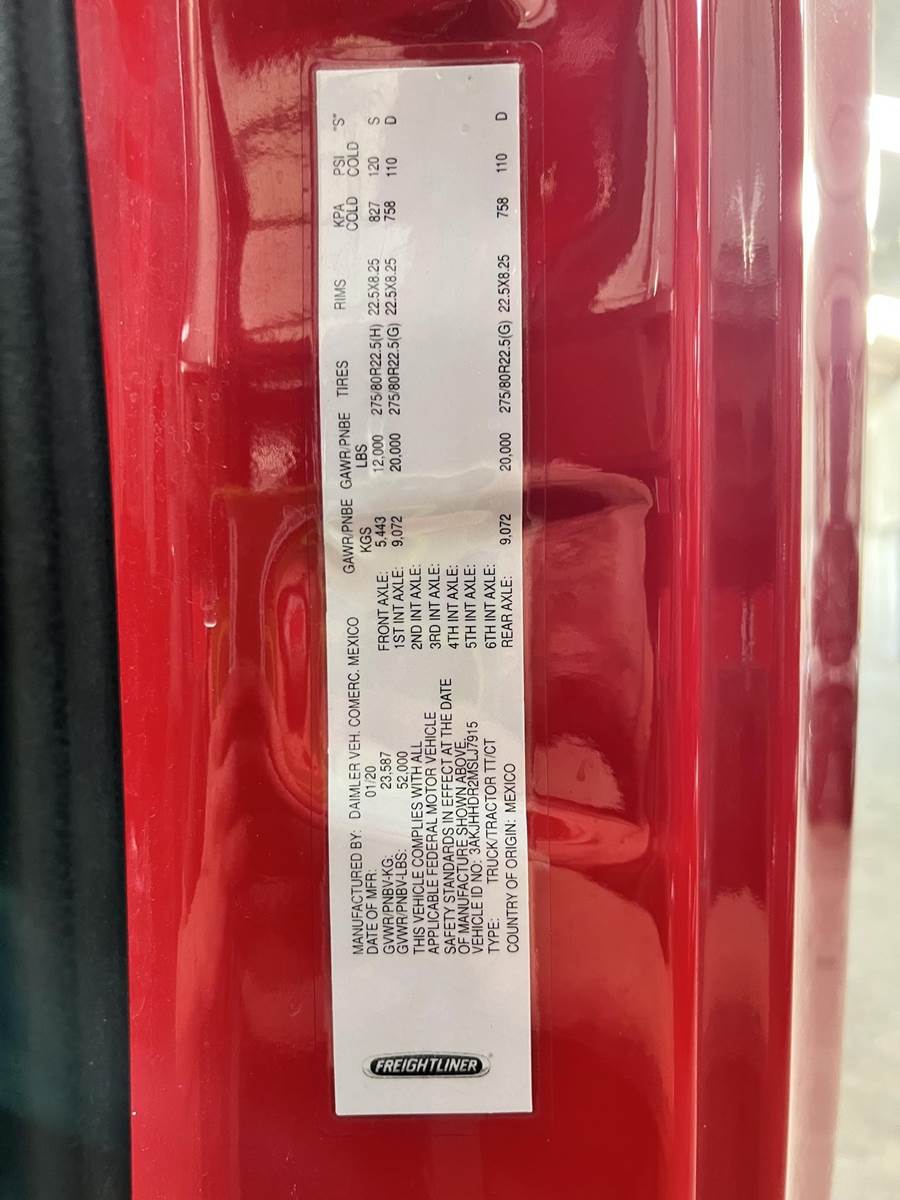 FREIGHTLINER
MANUFACTURED BY: DAIMLER VEH. COMERC. MEXICO
DATE OF MFR: 01/20
GVWR/PNBV-KG: 23,587
GVWR/PNBV-LBS: 52,000
THIS VEHICLE COMPLIES WITH ALL
APPLICABLE FEDERAL MOTOR VEHICLE
SAFETY STANDARDS IN EFFECT AT THE DATE
OF MANUFACTURE SHOWN ABOVE.
VEHICLE ID NO: 3AKJHHDR2MSLJ7915
TYPE: TRUCK/TRACTOR TT/CT
COUNTRY OF ORIGIN: MEXICO
GAWR/PNBE GAWR/PNBE TIRES RIMS KPA PSI "S"
KGS LBS COLD COLD
FRONT AXLE: 5,443 12,000 275/80R22.5(H) 22.5X8.25 827 120 S
1ST INT AXLE: 9,072 20,000 275/80R22.5(G) 22.5X8.25 758 110 D
2ND INT AXLE:
3RD INT AXLE:
4TH INT AXLE:
5TH INT AXLE:
6TH INT AXLE:
REAR AXLE: 9,072 20,000 275/80R22.5(G) 22.5X8.25 758 110 D